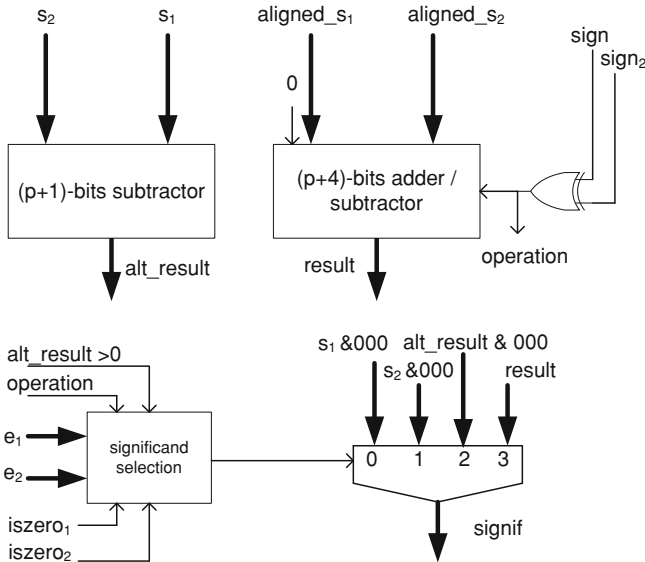 s₂
s₁
aligned_s₁
aligned_s₂
sign
sign₂
0
(p+1)-bits subtractor
(p+4)-bits adder /
subtractor
alt_result
result
operation
alt_result >0
operation
e₁
e₂
significand
selection
iszero₁
iszero₂
s₁ &000
alt_result & 000
s₂ &000
result
0 1 2 3
signif